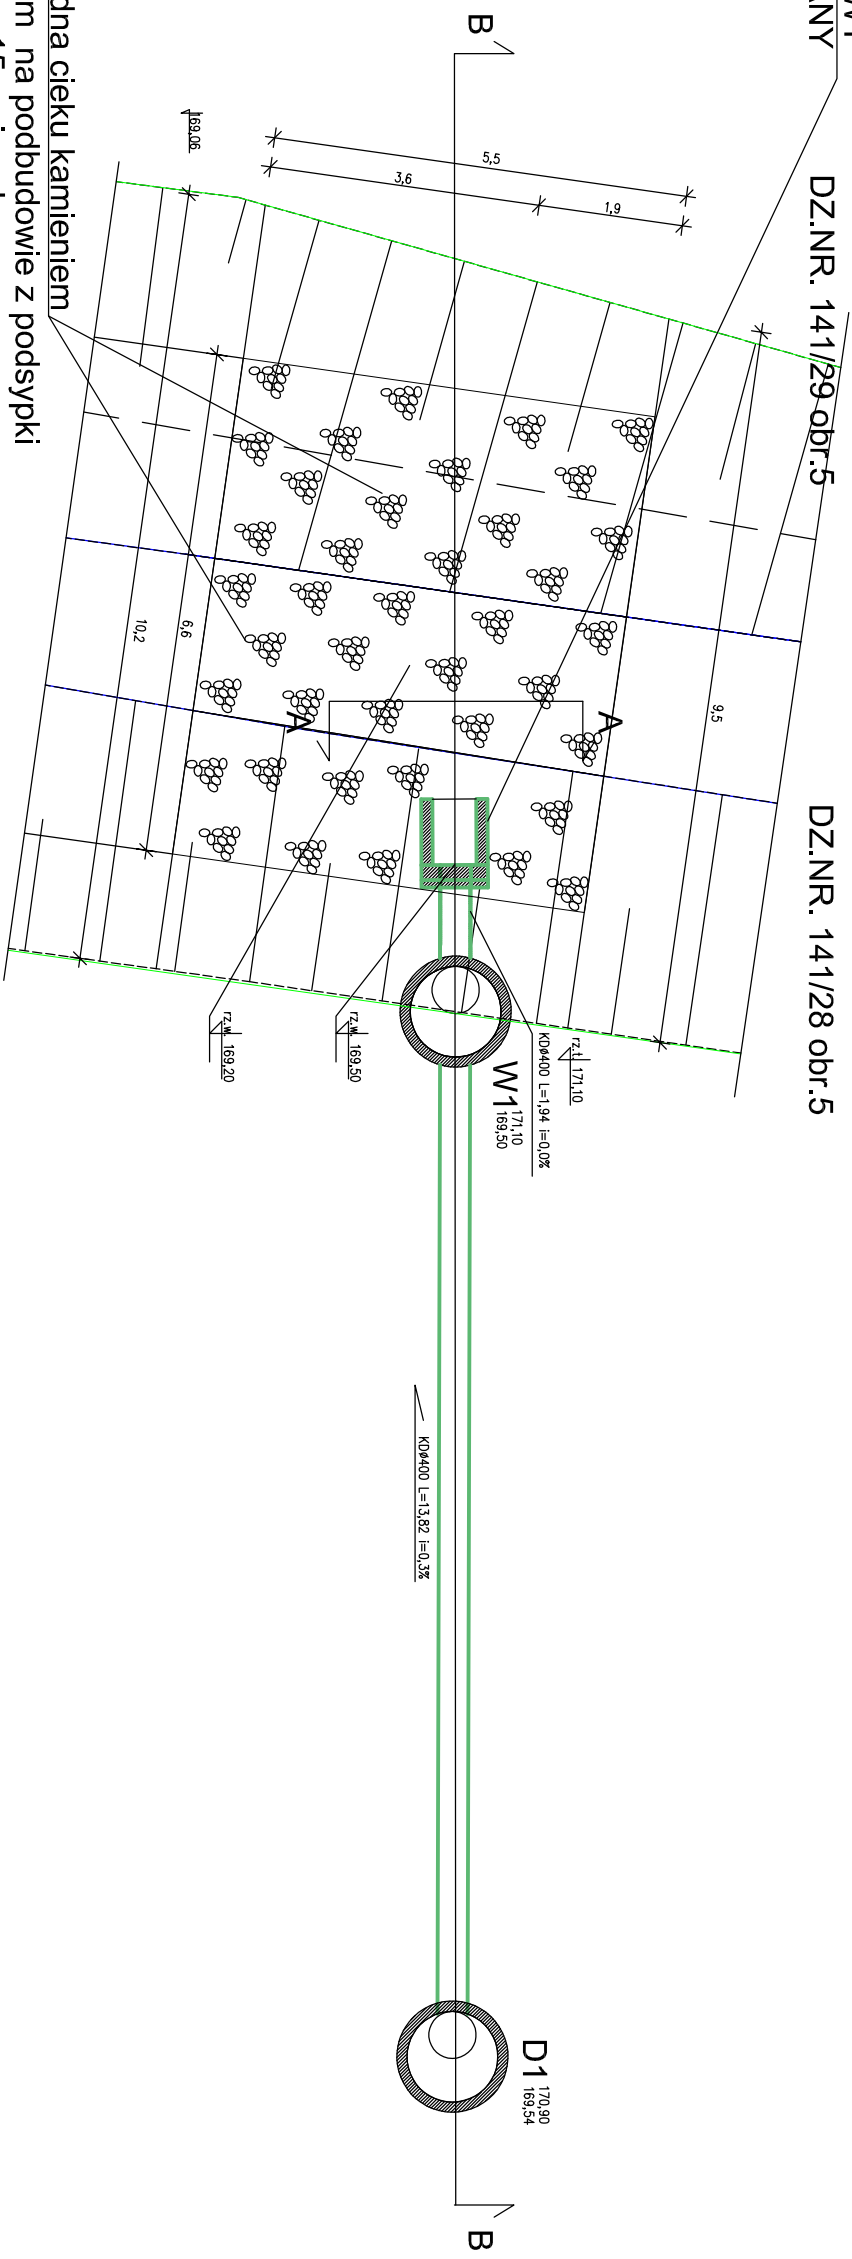 B
DZ.NR. 141/29 obr.5
DZ.NR. 141/28 obr.5
169,06
5,5
3,6
1,9
dna cieku kamieniem
m na podbudowie z podsypki
10,2
6,6
9,5
A
A
rz.w. 169,20
rz.w. 169,50
rz.t. 171,10
KDø400 L=1,94 i=0,0%
W1
171,10
169,50
KDø400 L=13,82 i=0,3%
D1
170,90
169,54
B